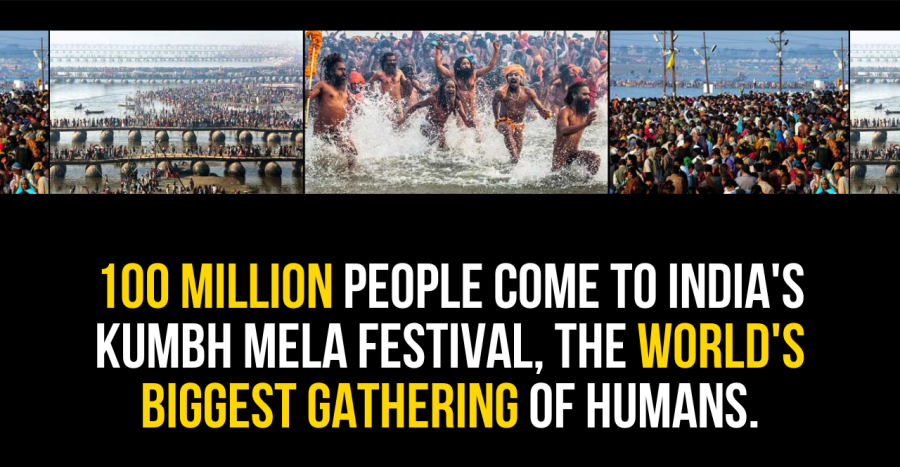 100 MILLION PEOPLE COME TO INDIA'S
KUMBH MELA FESTIVAL, THE WORLD'S
BIGGEST GATHERING OF HUMANS.